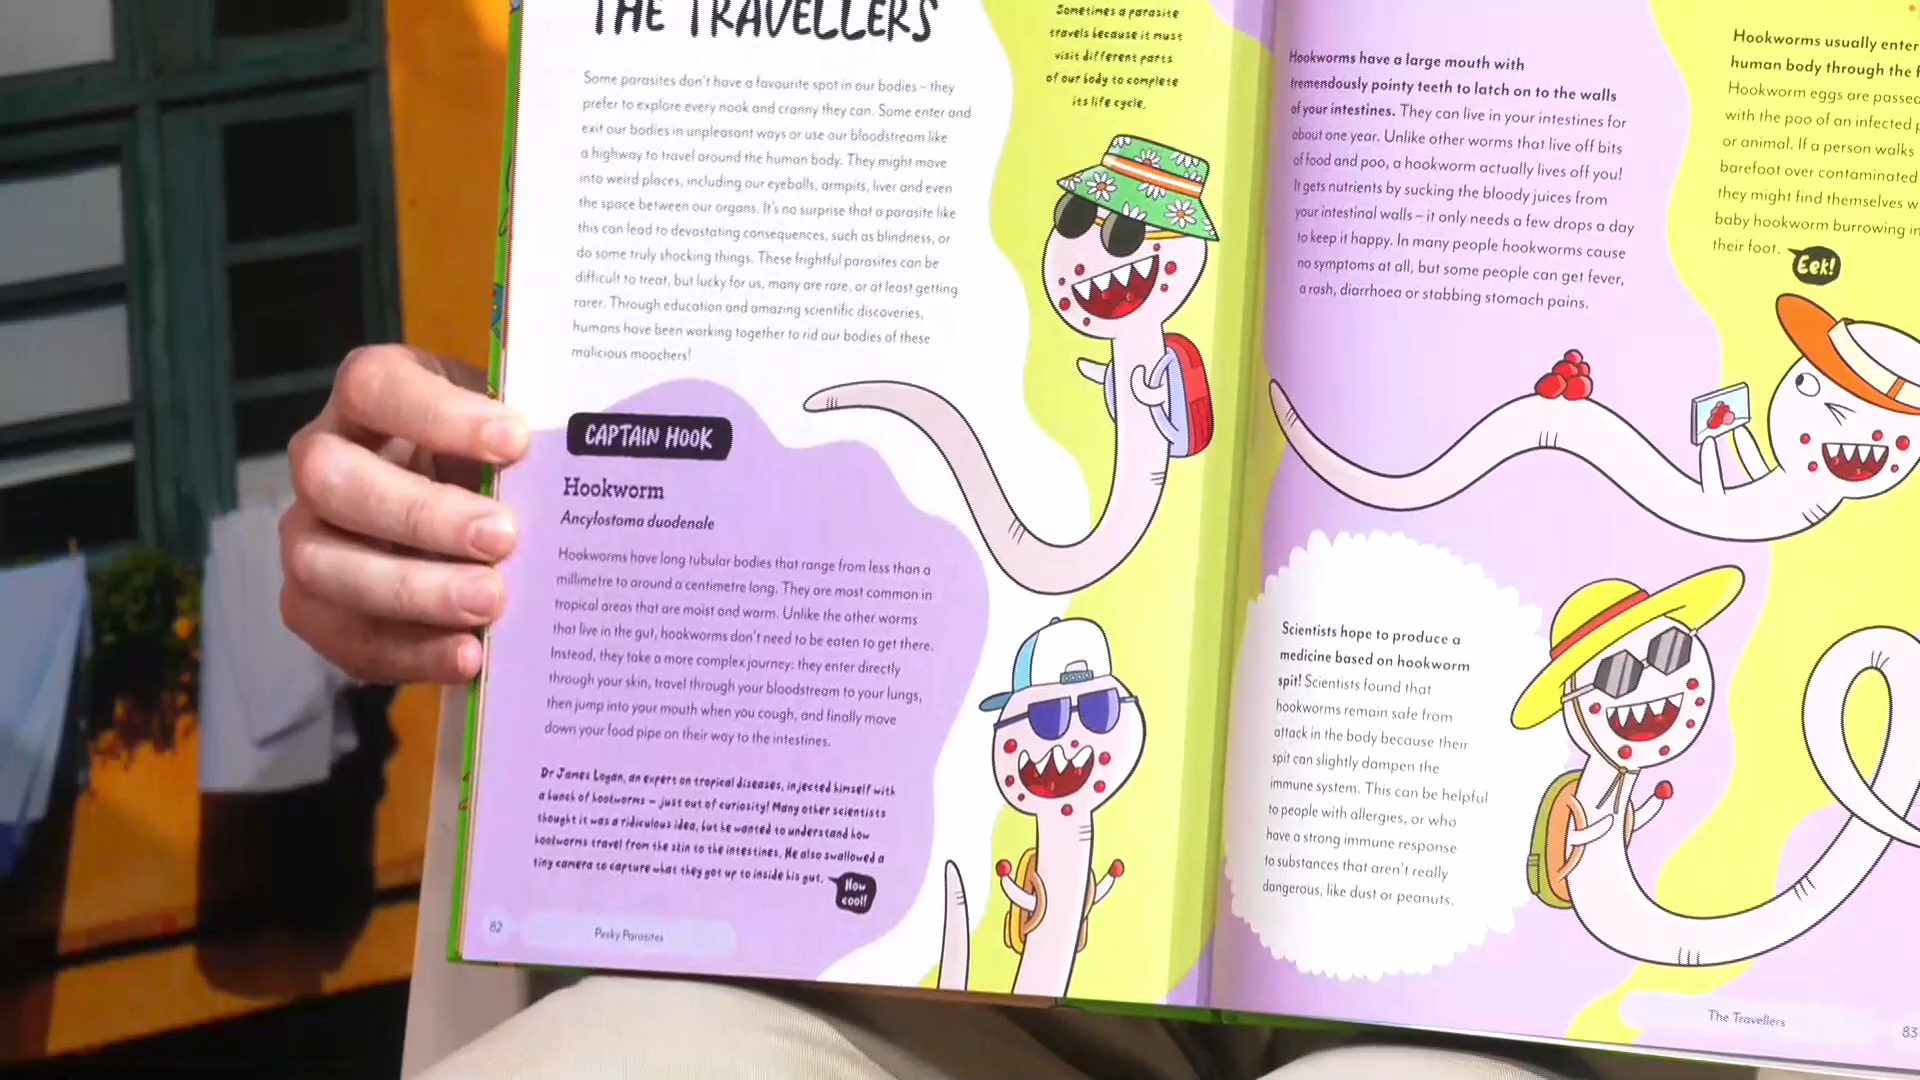 THE TRAVELLERS
Some parasites don't have a favourite spot in our bodies – they
prefer to explore every nook and cranny they can. Some enter and
exit our bodies in unpleasant ways or use our bloodstream like
a highway to travel around the human body. They might move
into weird places, including our eyeballs, armpits, liver and even
the space between our organs. It's no surprise that a parasite like
this can lead to devastating consequences, such as blindness, or
do some truly shocking things. These frightful parasites can be
difficult to treat, but lucky for us, many are rare, or at least getting
rarer. Through education and amazing scientific discoveries,
humans have been working together to rid our bodies of these
malicious moochers!
Sometimes a parasite
travels because it must
visit different parts
of our body to complete
its life cycle.
CAPTAIN HOOK
Hookworm
Ancylostoma duodenale
Hookworms have long tubular bodies that range from less than a
millimetre to around a centimetre long. They are most common in
tropical areas that are moist and warm. Unlike the other worms
that live in the gut, hookworms don't need to be eaten to get there.
Instead, they take a more complex journey: they enter directly
through your skin, travel through your bloodstream to your lungs,
then jump into your mouth when you cough, and finally move
down your food pipe on their way to the intestines.
Dr James Logan, an expert on tropical diseases, injected himself with
a bunch of hookworms – just out of curiosity! Many other scientists
thought it was a ridiculous idea, but he wanted to understand how
hookworms travel from the skin to the intestines. He also swallowed a
tiny camera to capture what they got up to inside his gut.
How
cool!
82
Pesky Parasites
Hookworms have a large mouth with
tremendously pointy teeth to latch on to the walls
of your intestines. They can live in your intestines for
about one year. Unlike other worms that live off bits
of food and poo, a hookworm actually lives off you!
It gets nutrients by sucking the bloody juices from
your intestinal walls – it only needs a few drops a day
to keep it happy. In many people hookworms cause
no symptoms at all, but some people can get fever,
a rash, diarrhoea or stabbing stomach pains.
Hookworms usually enter
human body through the
Hookworm eggs are passed
with the poo of an infected
or animal. If a person walks
barefoot over contaminated
they might find themselves
baby hookworm burrowing
their foot.
Eek!
Scientists hope to produce a
medicine based on hookworm
spit! Scientists found that
hookworms remain safe from
attack in the body because their
spit can slightly dampen the
immune system. This can be helpful
to people with allergies, or who
have a strong immune response
to substances that aren't really
dangerous, like dust or peanuts.
The Travellers
83